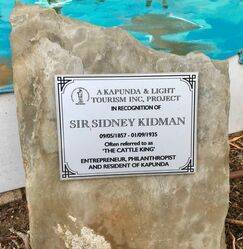 A KAPUNDA & LIGHT
TOURISM INC, PROJECT
IN RECOGNITION OF
SIR SIDNEY KIDMAN
09/05/1857 - 01/09/1935
Often referred to as
'THE CATTLE KING'
ENTREPRENEUR, PHILANTHROPIST
AND RESIDENT OF KAPUNDA